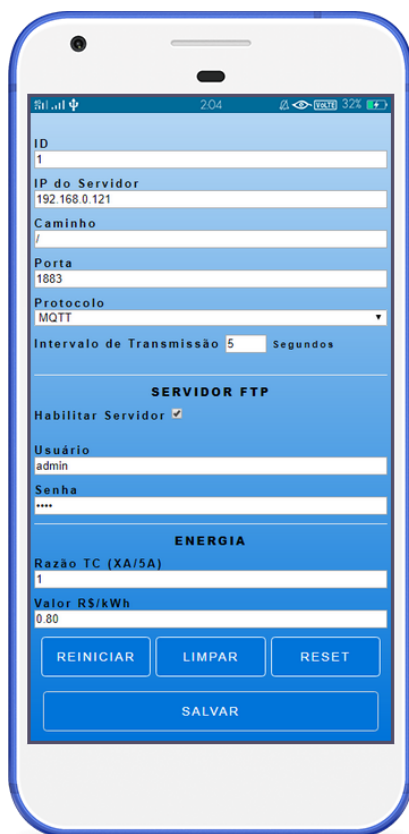 2:04
VoLTE 32%
ID
1
IP do Servidor
192.168.0.121
Caminho
/
Porta
1883
Protocolo
MQTT
Intervalo de Transmissão 5 Segundos
SERVIDOR FTP
Habilitar Servidor
Usuário
admin
Senha
••••
ENERGIA
Razão TC (XA/5A)
1
Valor R$/kWh
0.80
REINICIAR LIMPAR RESET
SALVAR